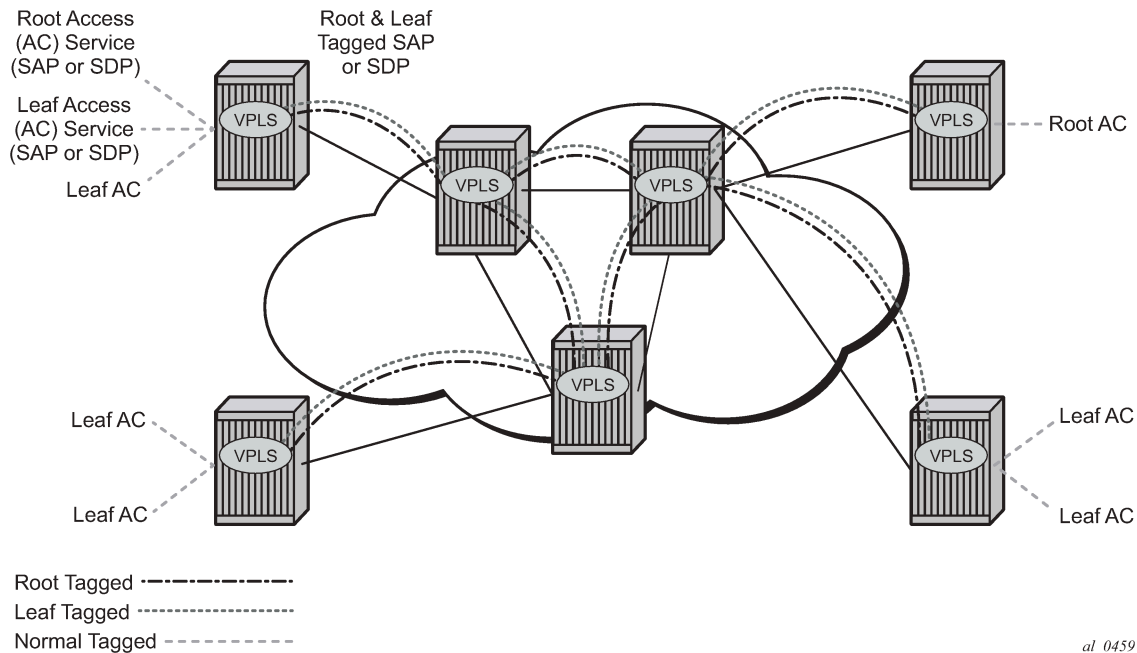 Root Access
(AC) Service
(SAP or SDP)
Root & Leaf
Tagged SAP
or SDP
Leaf Access
(AC) Service
(SAP or SDP)
Leaf AC
VPLS
VPLS
VPLS
VPLS
Root AC
VPLS
Leaf AC
Leaf AC
VPLS
VPLS
Leaf AC
Leaf AC
Root Tagged
Leaf Tagged
Normal Tagged
al_0459